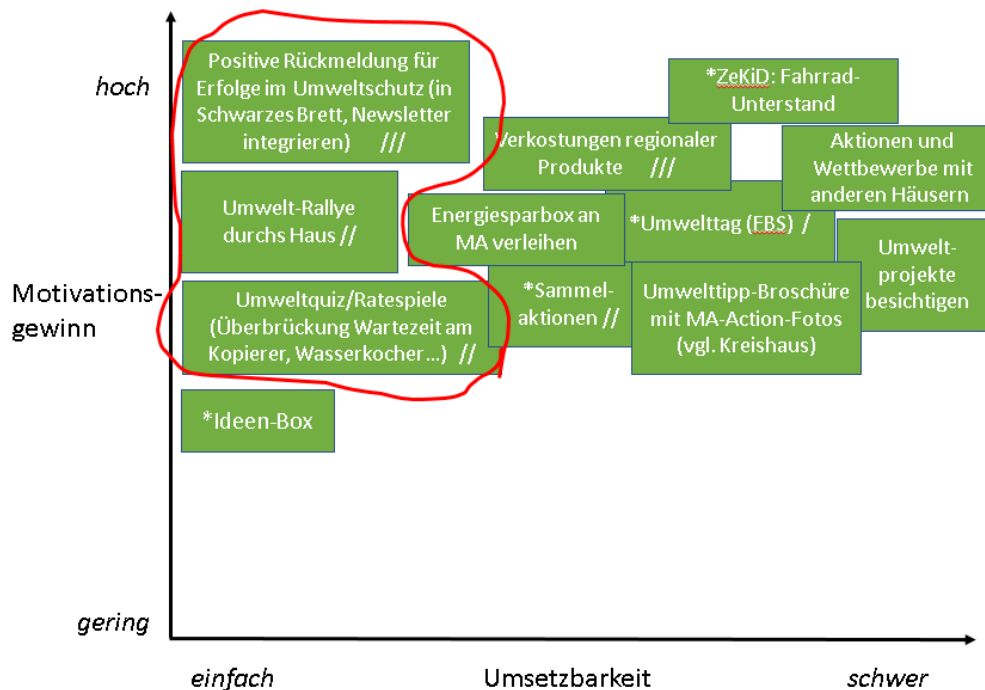 hoch
Positive Rückmeldung für
Erfolge im Umweltschutz (in
Schwarzes Brett, Newsletter
integrieren) ///
*ZeKiD: Fahrrad-
Unterstand
Verkostungen regionaler
Produkte ///
Aktionen und
Wettbewerbe mit
anderen Häusern
Umwelt-Rallye
durchs Haus //
Energiesparbox an
MA verleihen
*Umwelttag (FBS) /
Umwelt-
projekte
besichtigen
Motivations-
gewinn
Umweltquiz/Ratespiele
(Überbrückung Wartezeit am
Kopierer, Wasserkocher...) //
*Sammel-
aktionen //
Umwelttipp-Broschüre
mit MA-Action-Fotos
(vgl. Kreishaus)
*Ideen-Box
gering
einfach
Umsetzbarkeit
schwer